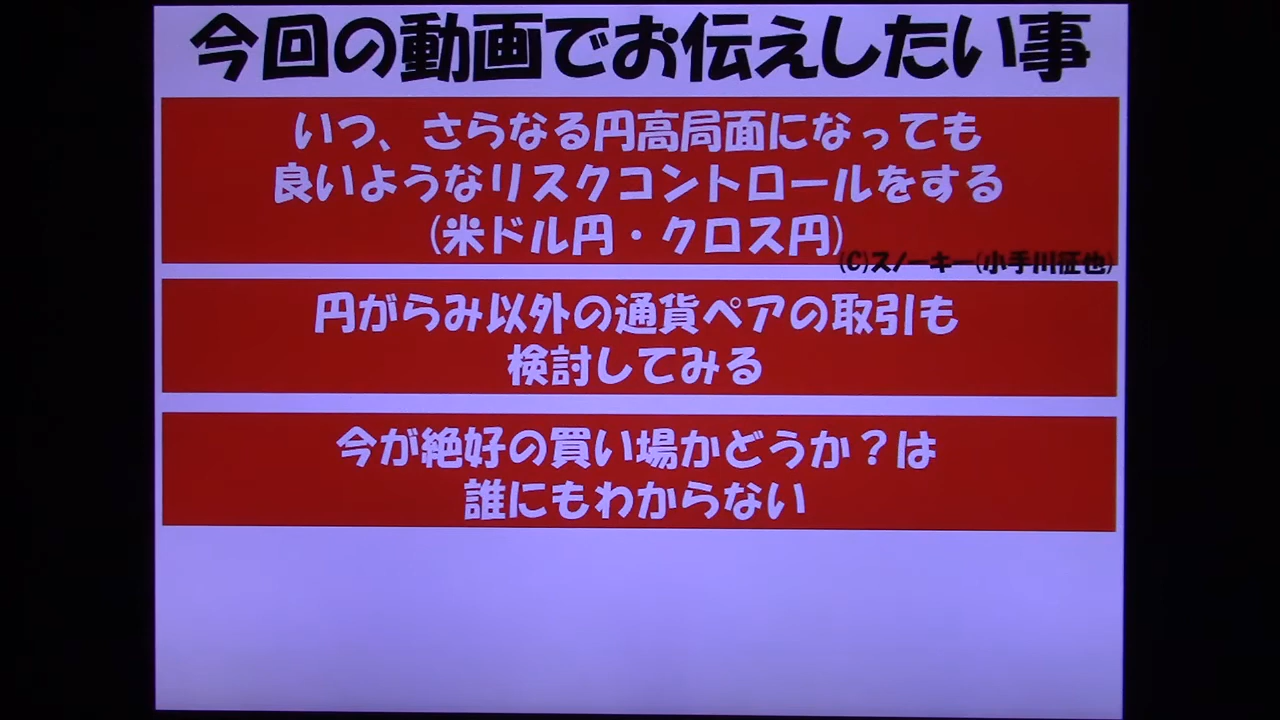 今回の動画でお伝えしたい事
いつ、さらなる円高局面になっても
良いようなリスクコントロールをする
(米ドル円・クロス円)
(C)スノーキー(小手川征也)
円がらみ以外の通貨ペアの取引も
検討してみる
今が絶好の買い場かどうか？は
誰にもわからない